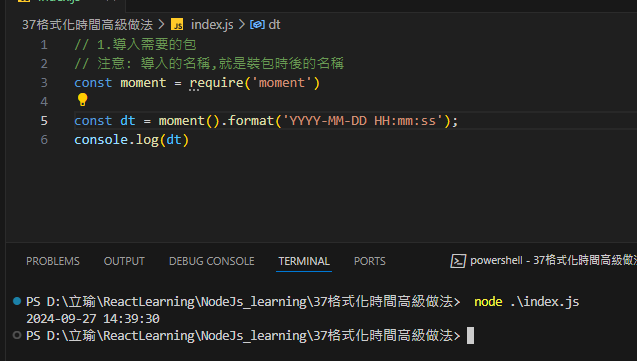 37格式化時間高級做法 > JS index.js > dt
1 // 1.導入需要的包
2 // 注意: 導入的名稱,就是裝包時後的名稱
3 const moment = require('moment')
4
5 const dt = moment().format('YYYY-MM-DD HH:mm:ss');
6 console.log(dt)
PROBLEMS OUTPUT DEBUG CONSOLE TERMINAL PORTS powershell - 37格式化時間高級做法
PS D:\立瑜\ReactLearning\NodeJs_learning\37格式化時間高級做法> node .\index.js
2024-09-27 14:39:30
PS D:\立瑜\ReactLearning\NodeJs_learning\37格式化時間高級做法>